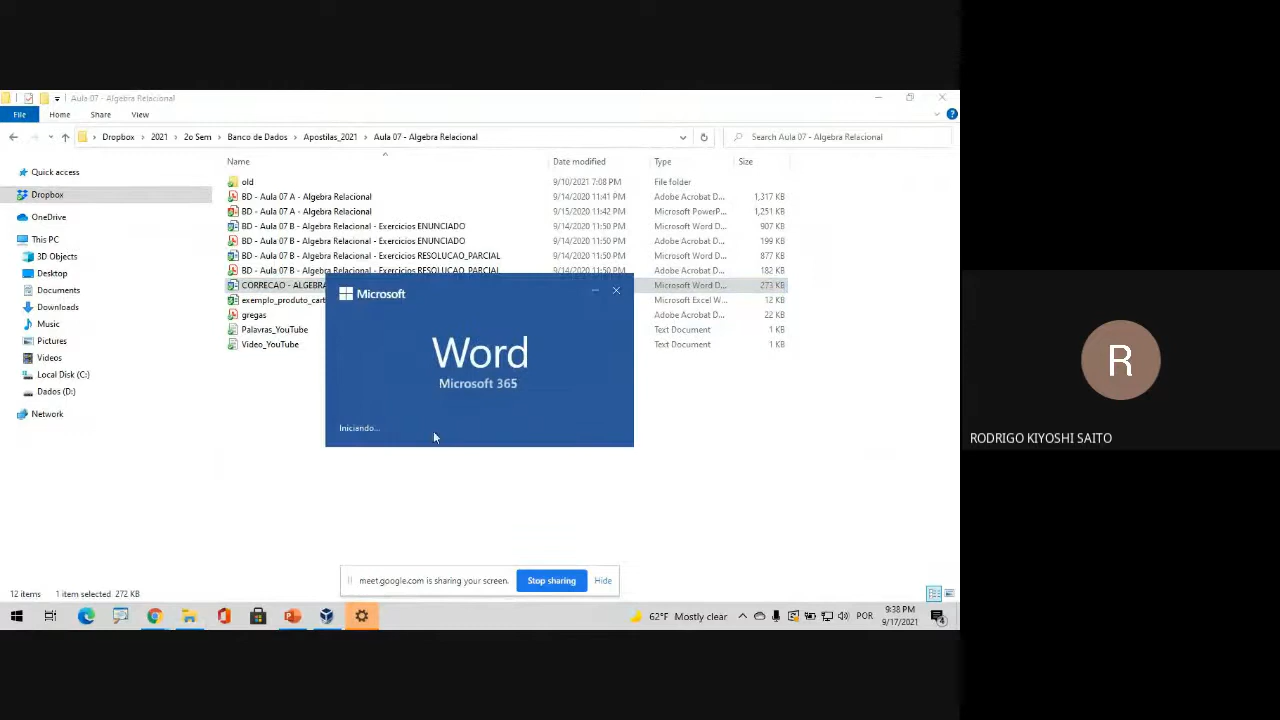 Aula 07 - Algebra Relacional
File Home Share View
Dropbox 2021 2o Sem Banco de Dados Apostilas_2021 Aula 07 - Algebra Relacional Search Aula 07 - Algebra Relacional
Name Date modified Type Size
Quick access
Dropbox
OneDrive
This PC
3D Objects
Desktop
Documents
Downloads
Music
Pictures
Videos
Local Disk (C:)
Dados (D:)
Network
old 9/10/2021 7:08 PM File folder
BD - Aula 07 A - Algebra Relacional 9/14/2020 11:41 PM Adobe Acrobat D... 1,317 KB
BD - Aula 07 A - Algebra Relacional 9/15/2020 11:42 PM Microsoft PowerP... 1,251 KB
BD - Aula 07 B - Algebra Relacional - Exercicios ENUNCIADO 9/14/2020 11:50 PM Microsoft Word D... 907 KB
BD - Aula 07 B - Algebra Relacional - Exercicios ENUNCIADO 9/14/2020 11:50 PM Adobe Acrobat D... 199 KB
BD - Aula 07 B - Algebra Relacional - Exercicios RESOLUCAO_PARCIAL 9/14/2020 11:50 PM Microsoft Word D... 877 KB
BD - Aula 07 B - Algebra Relacional - Exercicios RESOLUCAO_PARCIAL 9/14/2020 11:50 PM Adobe Acrobat D... 182 KB
CORRECAO - ALGEBRA Microsoft Word D... 273 KB
exemplo_produto_cart Microsoft Excel W... 12 KB
gregas Adobe Acrobat D... 22 KB
Palavras_YouTube Text Document 1 KB
Video_YouTube Text Document 1 KB
Microsoft
Word
Microsoft 365
Iniciando...
meet.google.com is sharing your screen. Stop sharing Hide
12 items 1 item selected 272 KB
62°F Mostly clear POR 9:38 PM
9/17/2021
4
R
RODRIGO KIYOSHI SAITO